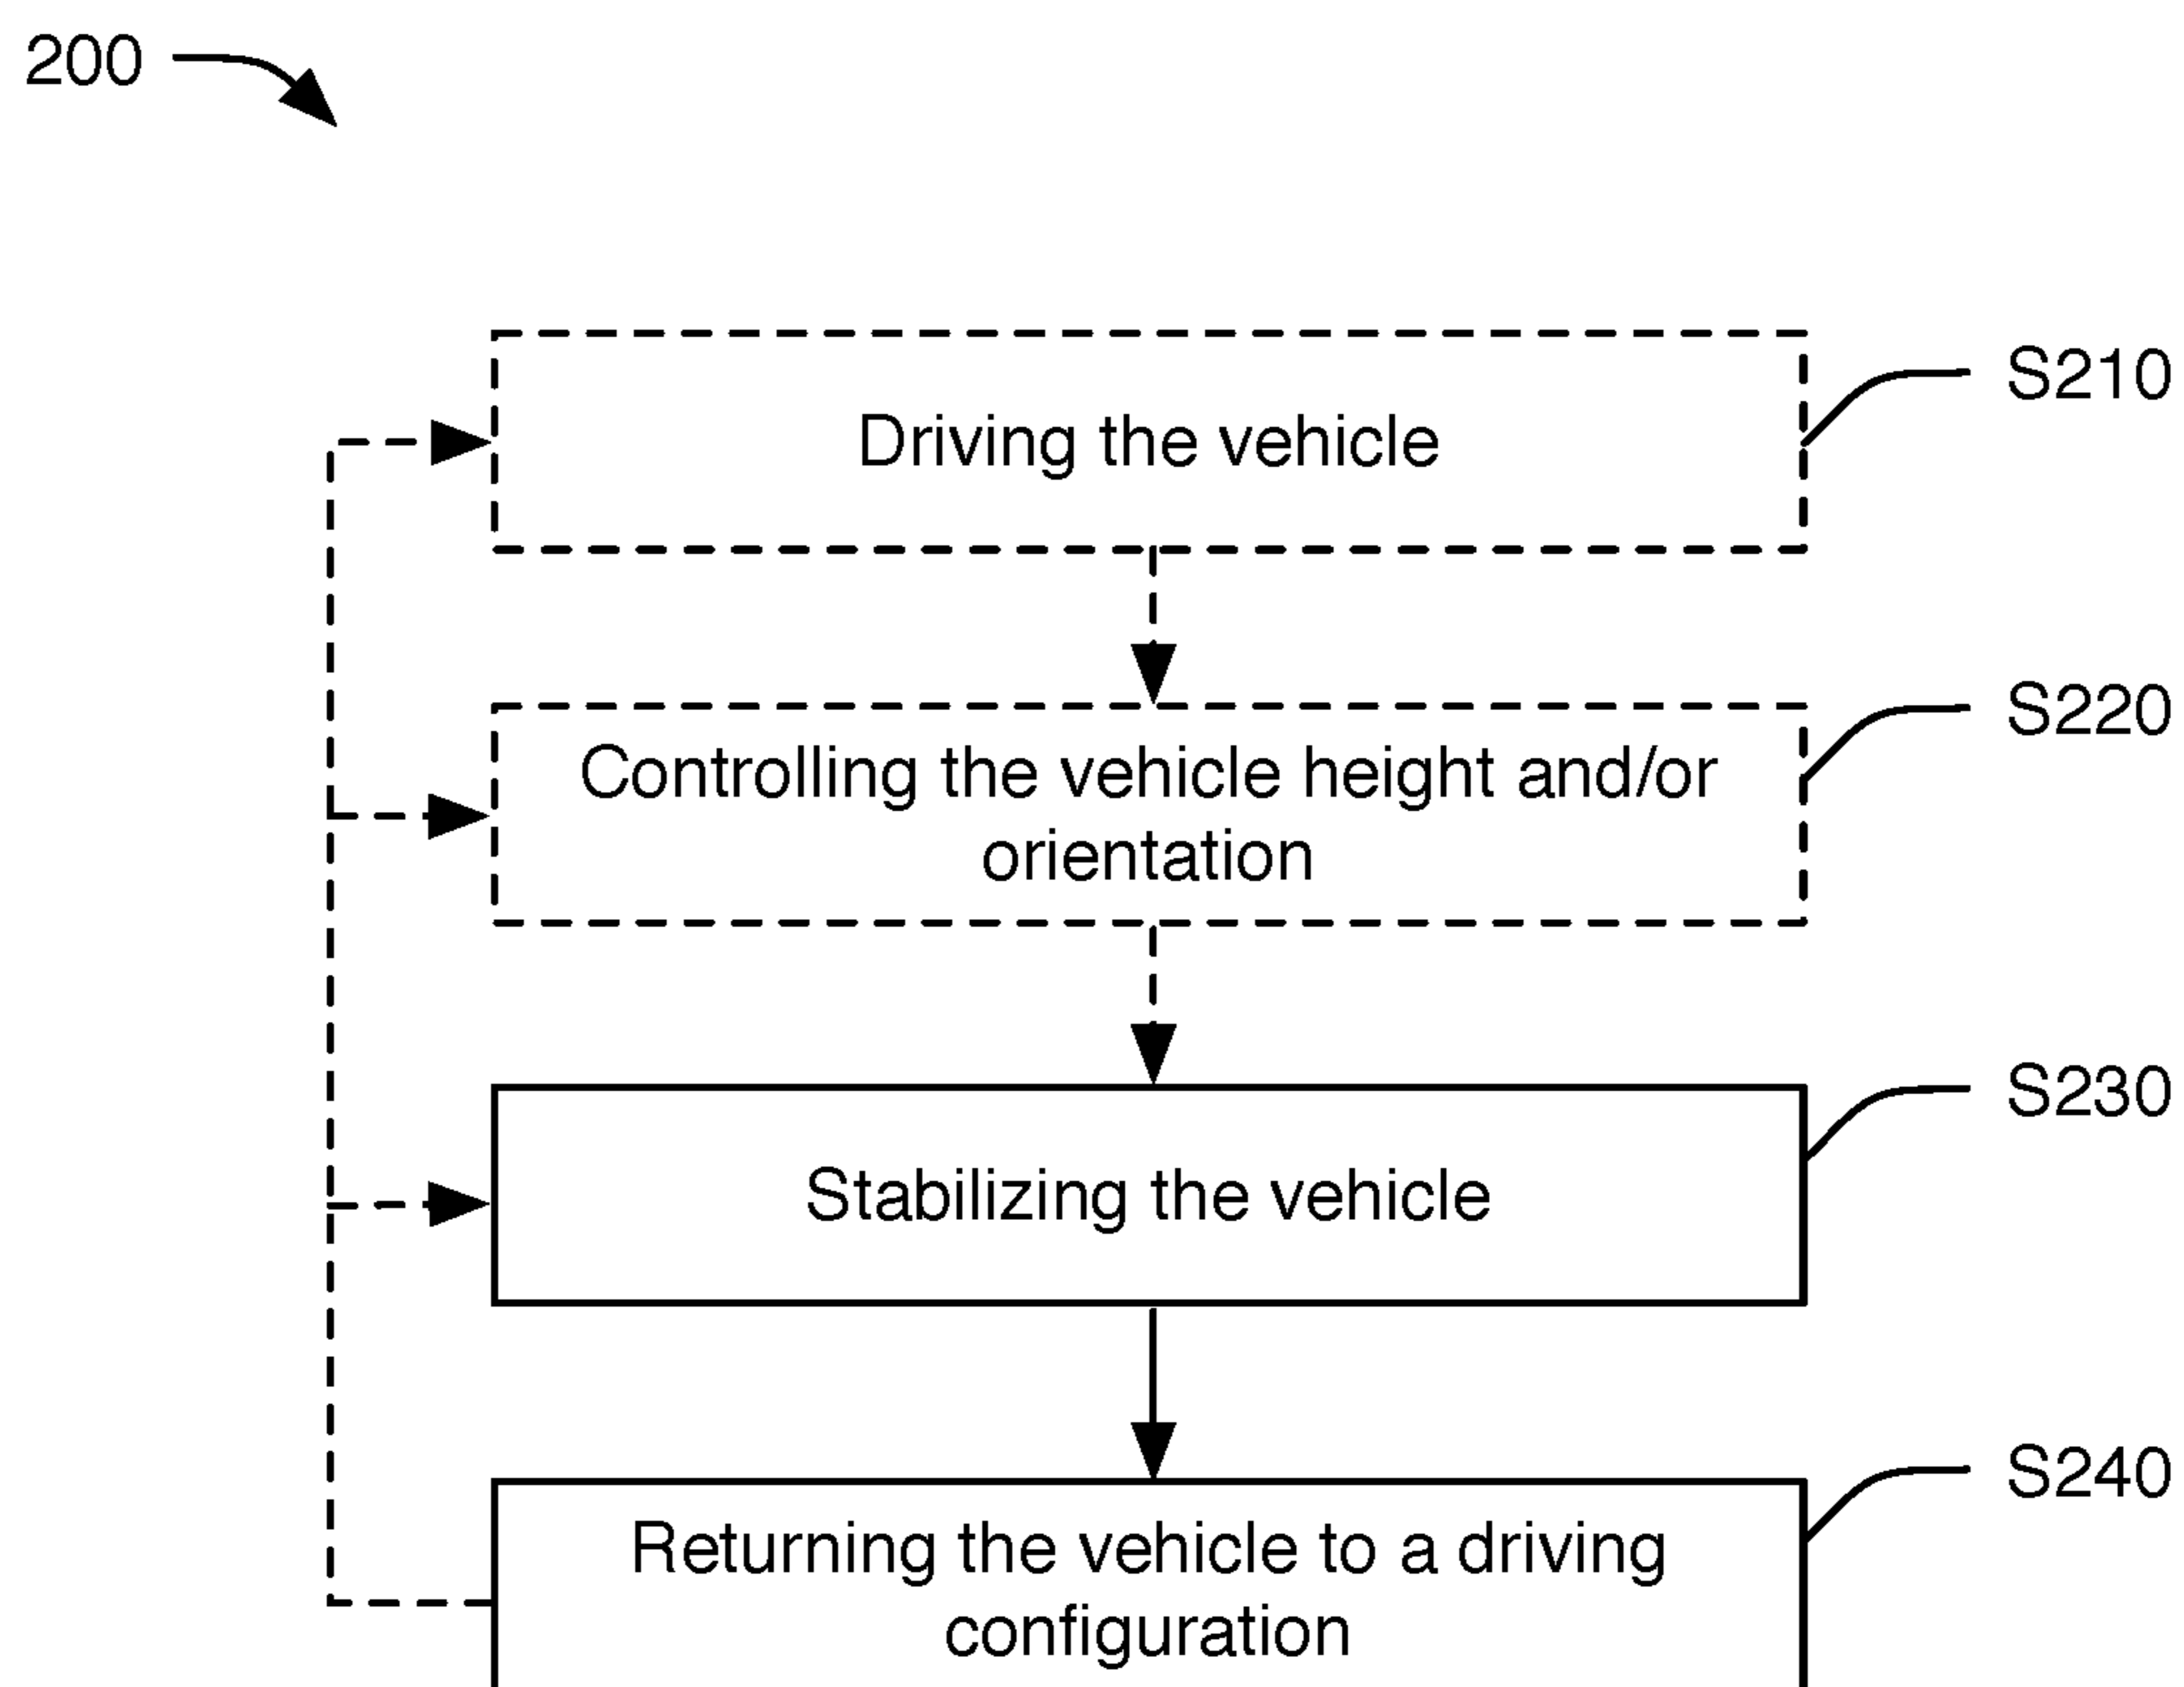 200
Driving the vehicle
S210
Controlling the vehicle height and/or
orientation
S220
Stabilizing the vehicle
S230
Returning the vehicle to a driving
configuration
S240